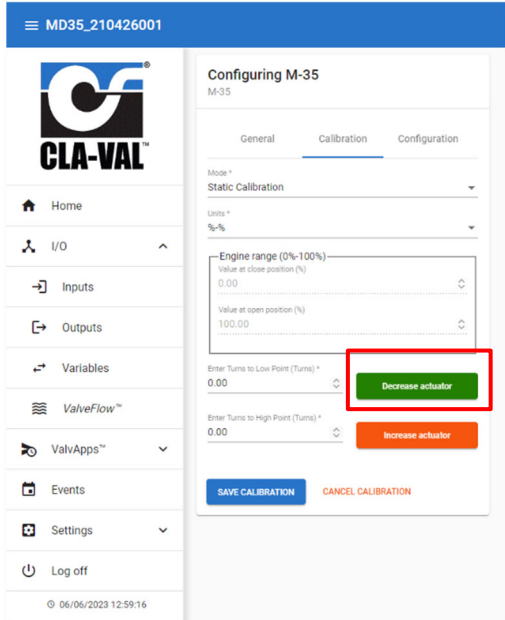 MD35_210426001
®
CLA-VAL™
Home
I/O
Inputs
Outputs
Variables
ValveFlow™
ValvApps™
Events
Settings
Log off
06/06/2023 12:59:16
Configuring M-35
M-35
General Calibration Configuration
Mode *
Static Calibration
Units *
%-%
Engine range (0%-100%)
Value at close position (%)
0.00
Value at open position (%)
100.00
Enter Turns to Low Point (Turns) *
0.00
Decrease actuator
Enter Turns to High Point (Turns) *
0.00
Increase actuator
SAVE CALIBRATION CANCEL CALIBRATION